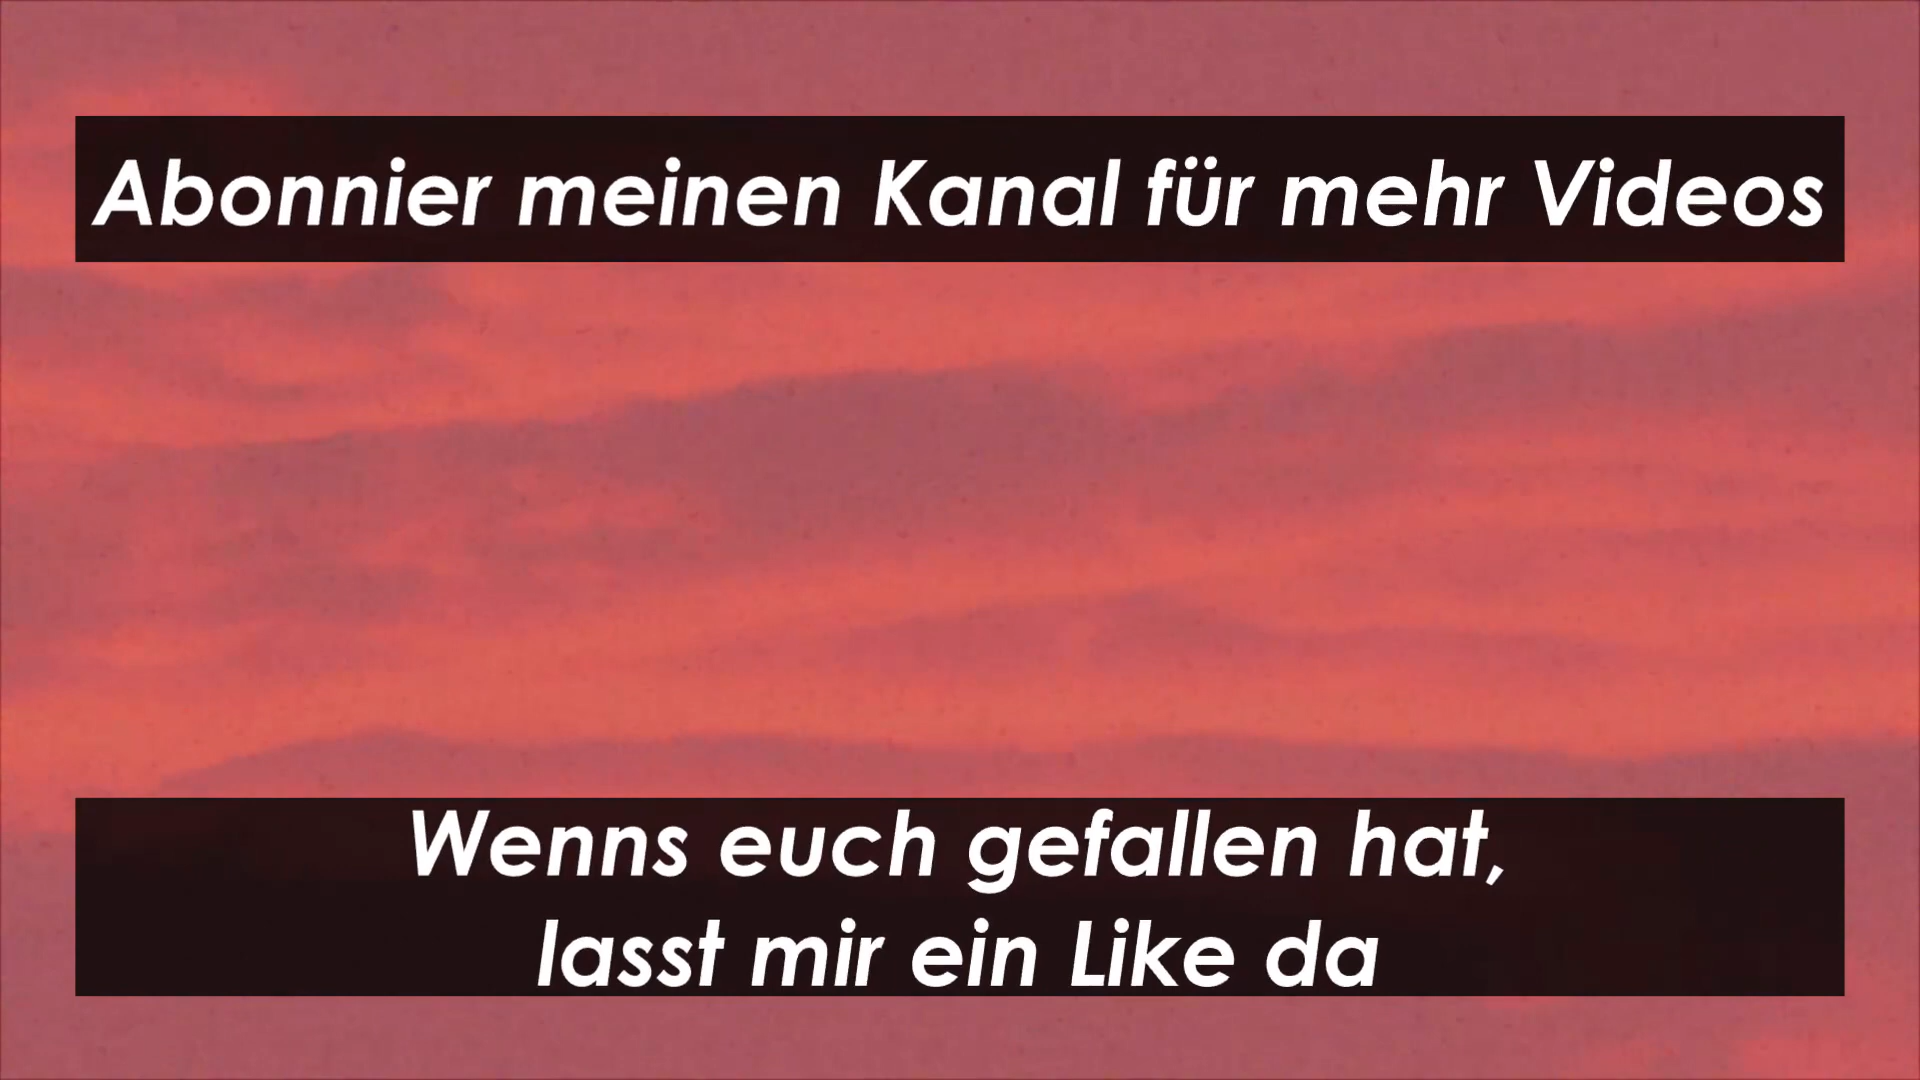 Abonnier meinen Kanal für mehr Videos
Wenns euch gefallen hat,
lasst mir ein Like da